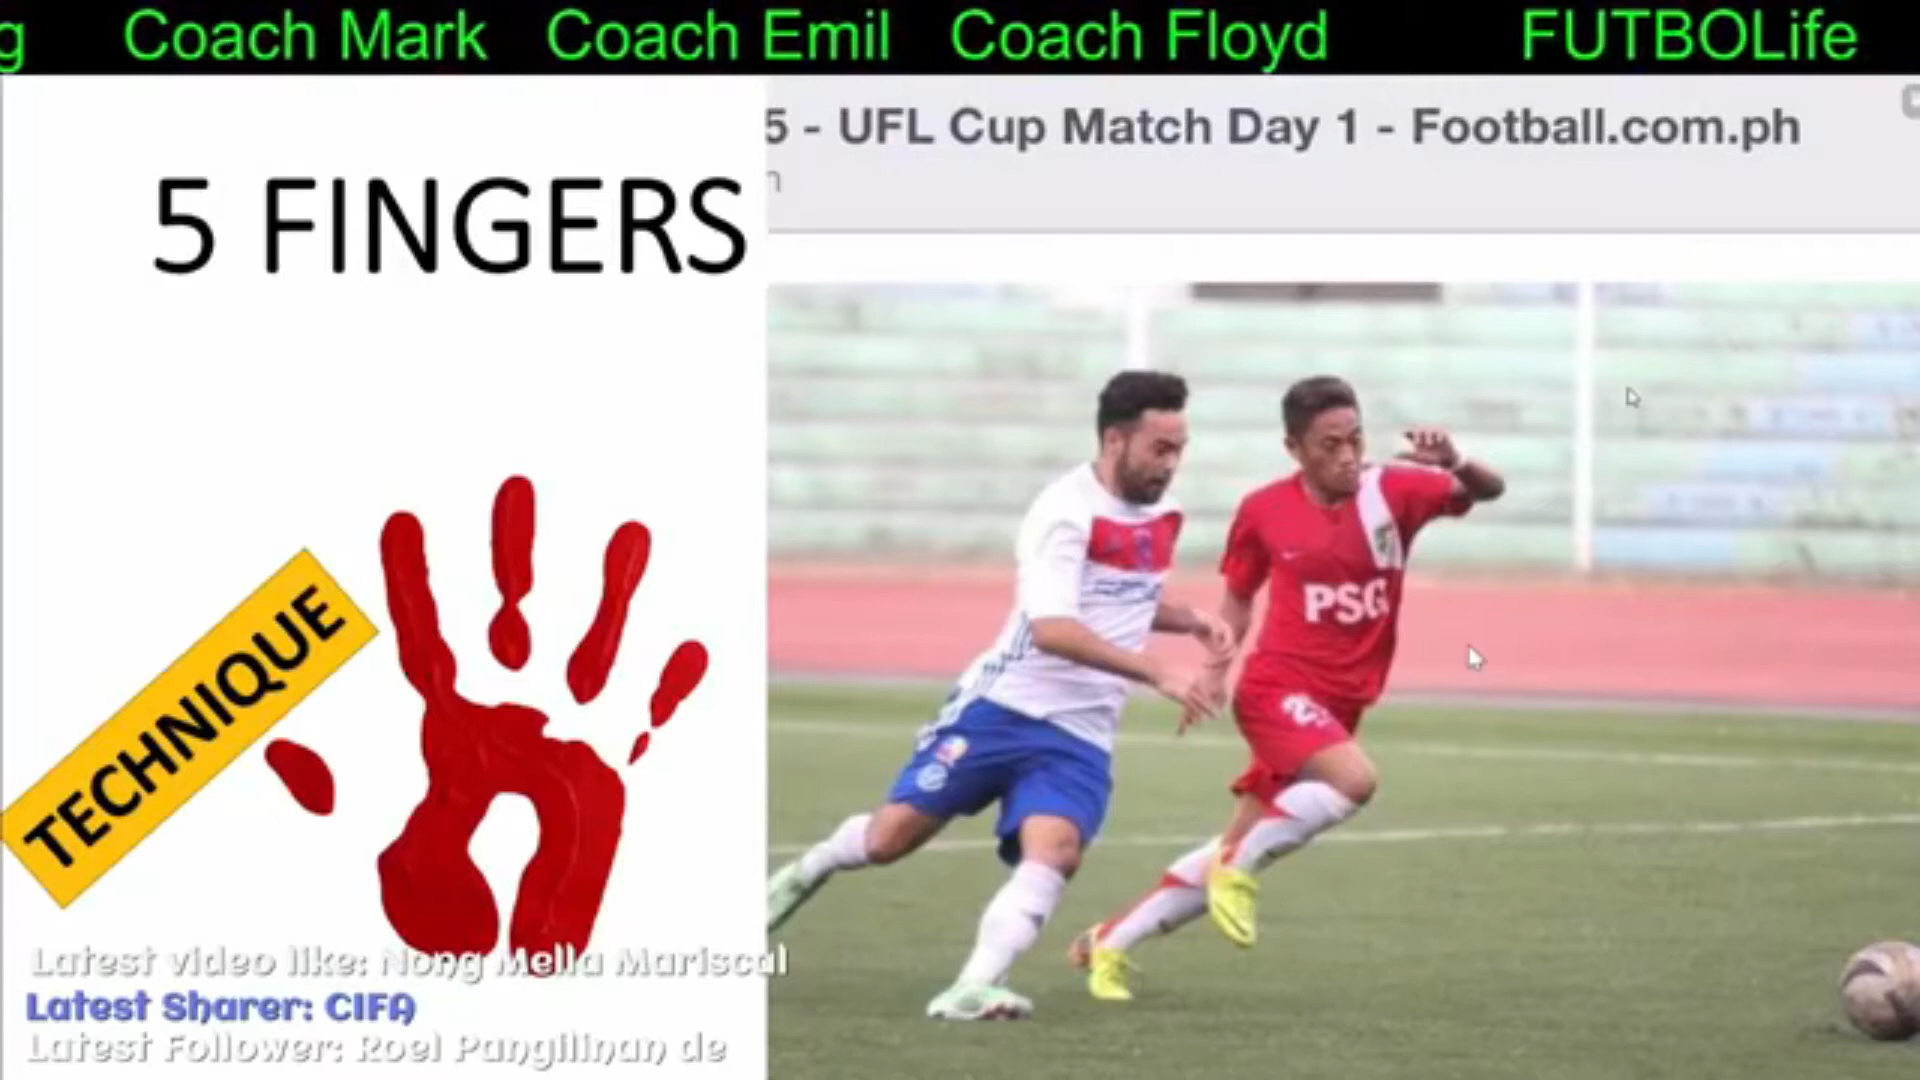 g Coach Mark Coach Emil Coach Floyd FUTBOLife
5 - UFL Cup Match Day 1 - Football.com.ph
n
5 FINGERS
TECHNIQUE
PSG
Latest video like: Nong Mella Mariscal
Latest Sharer: CIFA
Latest Follower: Roel Pangilinan de